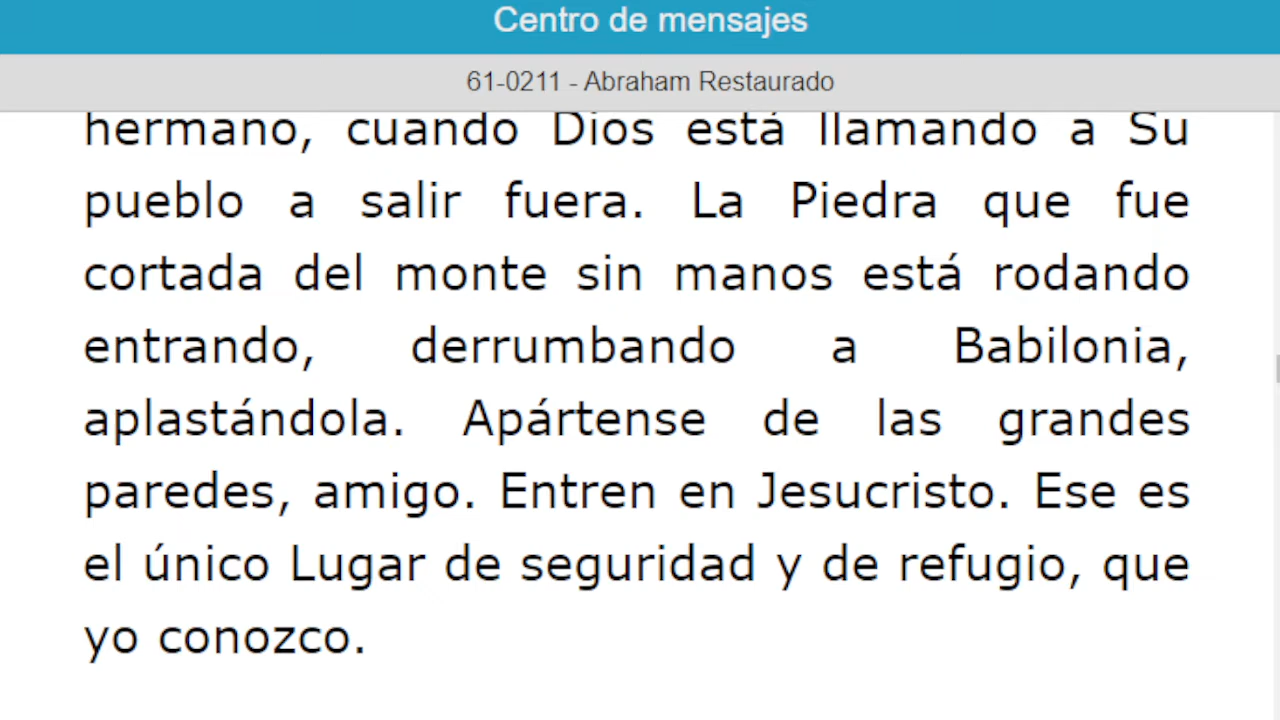 Centro de mensajes
61-0211 - Abraham Restaurado
hermano, cuando Dios está llamando a Su
pueblo a salir fuera. La Piedra que fue
cortada del monte sin manos está rodando
entrando, derrumbando a Babilonia,
aplastándola. Apártense de las grandes
paredes, amigo. Entren en Jesucristo. Ese es
el único Lugar de seguridad y de refugio, que
yo conozco.